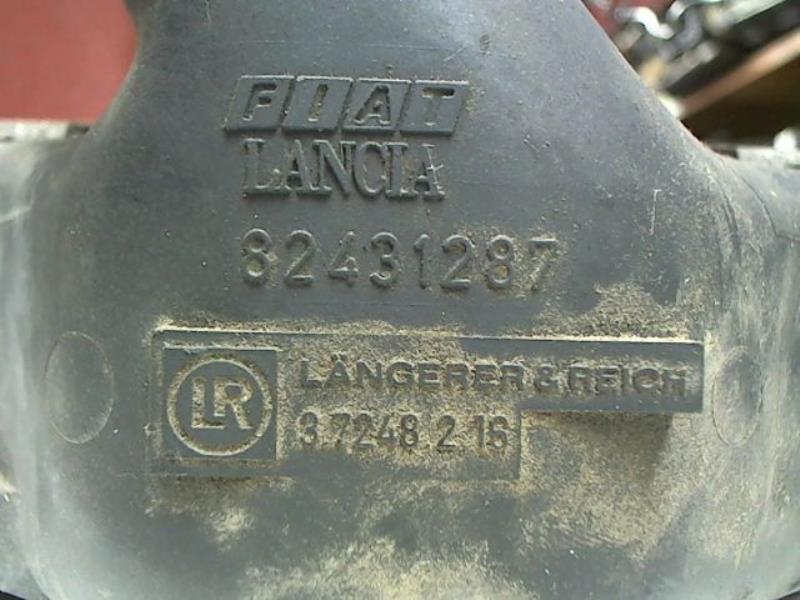 FIAT
LANCIA
82431287
LR LÄNGERER & REICH
3 7248 2 16